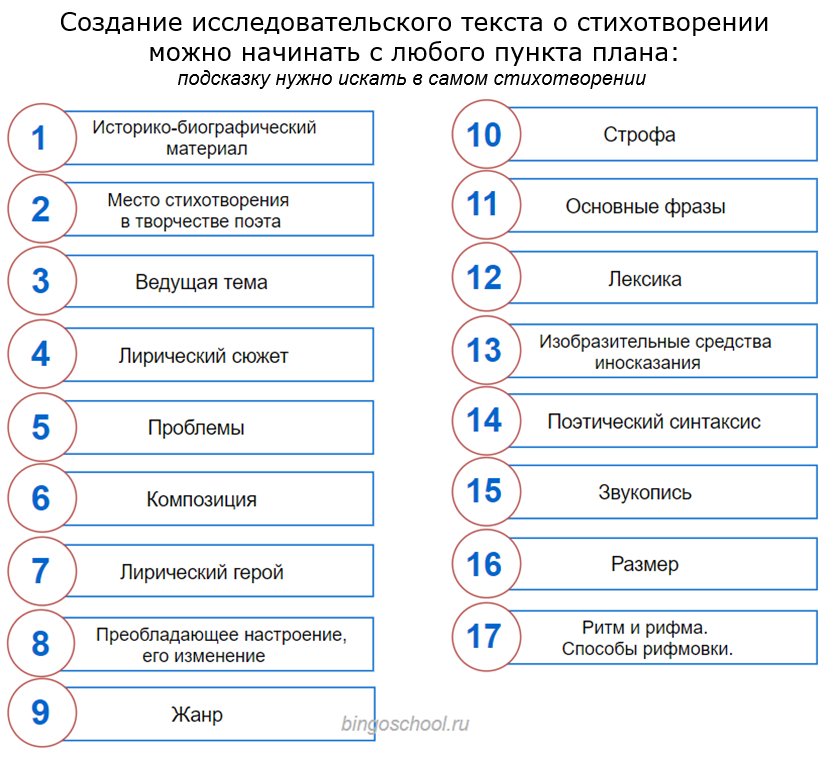 Создание исследовательского текста о стихотворении
можно начинать с любого пункта плана:
подсказку нужно искать в самом стихотворении
1
Историко-биографический
материал
2
Место стихотворения
в творчестве поэта
3
Ведущая тема
4
Лирический сюжет
5
Проблемы
6
Композиция
7
Лирический герой
8
Преобладающее настроение,
его изменение
9
Жанр
10
Строфа
11
Основные фразы
12
Лексика
13
Изобразительные средства
иносказания
14
Поэтический синтаксис
15
Звукопись
16
Размер
17
Ритм и рифма.
Способы рифмовки.
bingoschool.ru